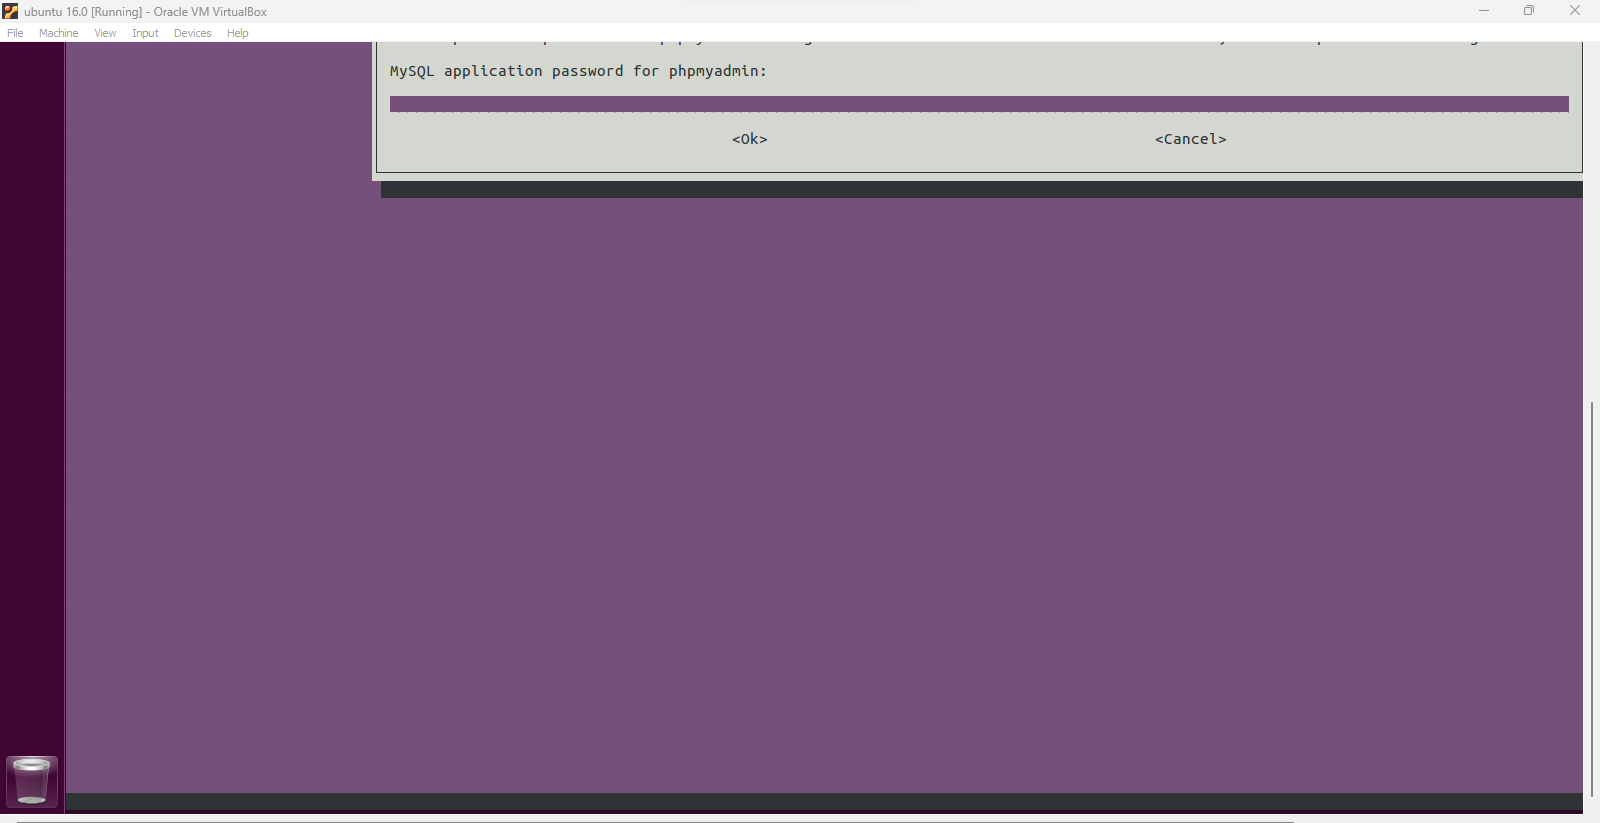 ubuntu 16.0 [Running] - Oracle VM VirtualBox
File Machine View Input Devices Help
MySQL application password for phpmyadmin:
<Ok> <Cancel>